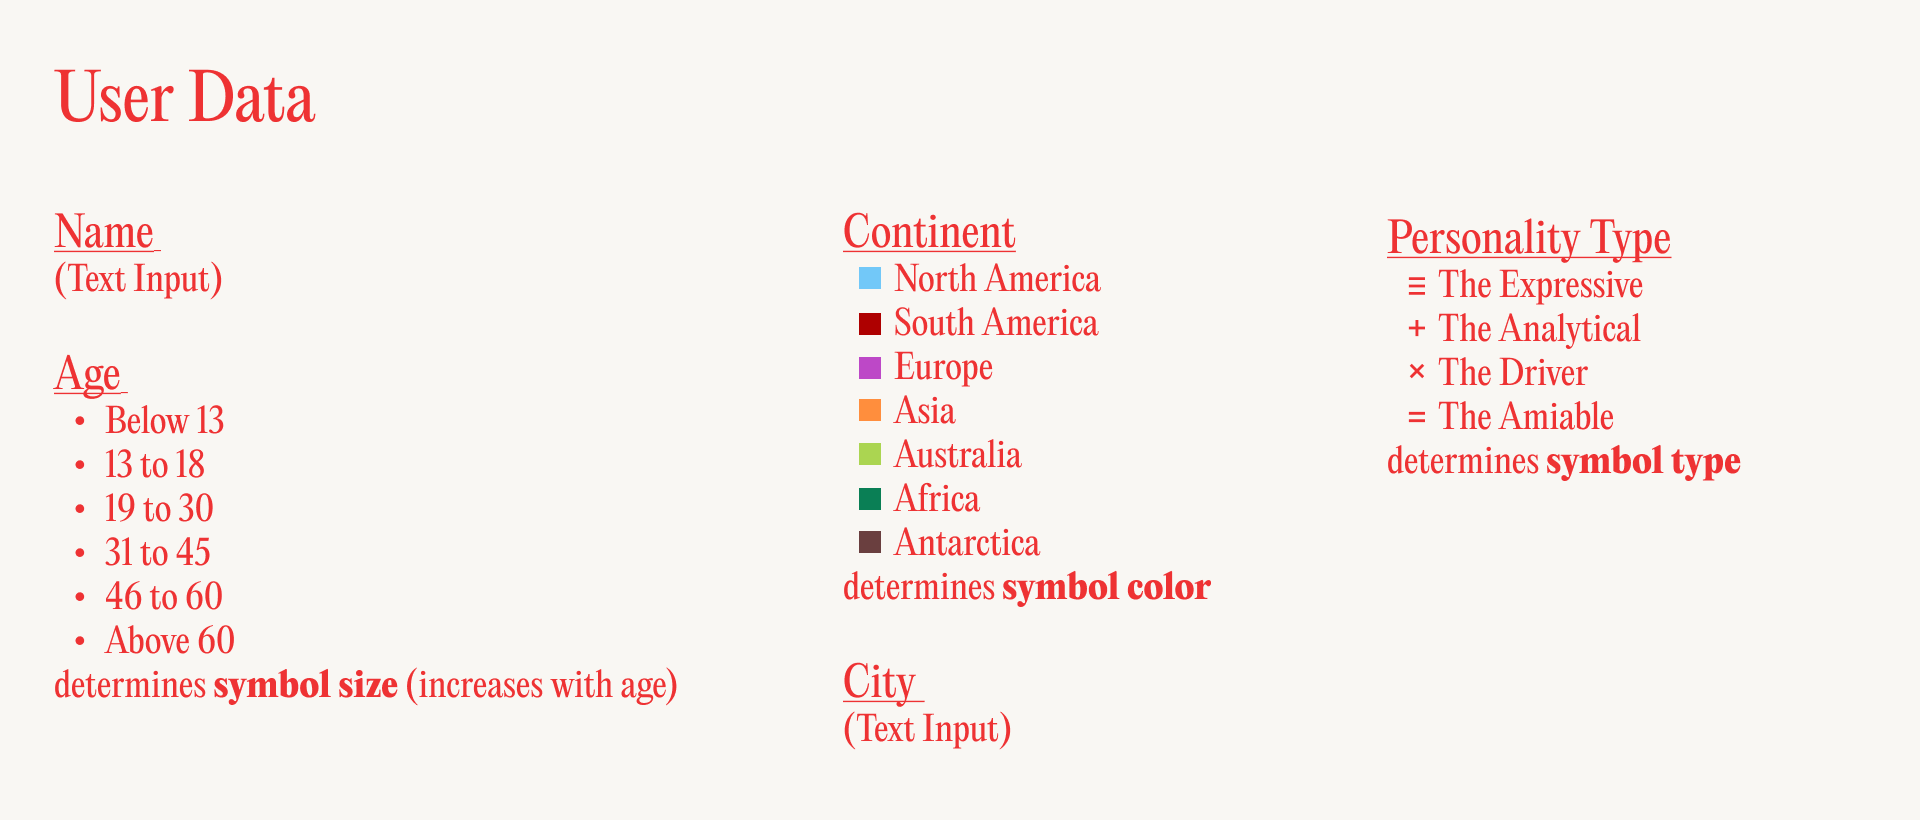 User Data
Name
(Text Input)
Age
• Below 13
• 13 to 18
• 19 to 30
• 31 to 45
• 46 to 60
• Above 60
determines symbol size (increases with age)
Continent
North America
South America
Europe
Asia
Australia
Africa
Antarctica
determines symbol color
City
(Text Input)
Personality Type
≡ The Expressive
+ The Analytical
× The Driver
= The Amiable
determines symbol type